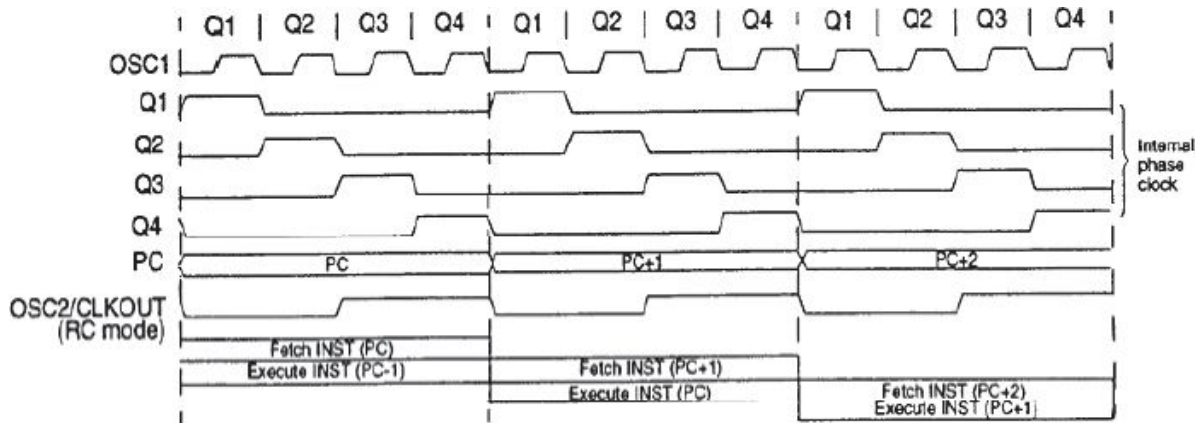 Q1 | Q2 | Q3 | Q4 | Q1 | Q2 | Q3 | Q4 | Q1 | Q2 | Q3 | Q4
OSC1
Q1
Q2
Q3
Q4
Internal
phase
clock
PC PC PC+1 PC+2
OSC2/CLKOUT
(RC mode)
Fetch INST (PC)
Execute INST (PC-1) Fetch INST (PC+1)
Execute INST (PC) Fetch INST (PC+2)
Execute INST (PC+1)